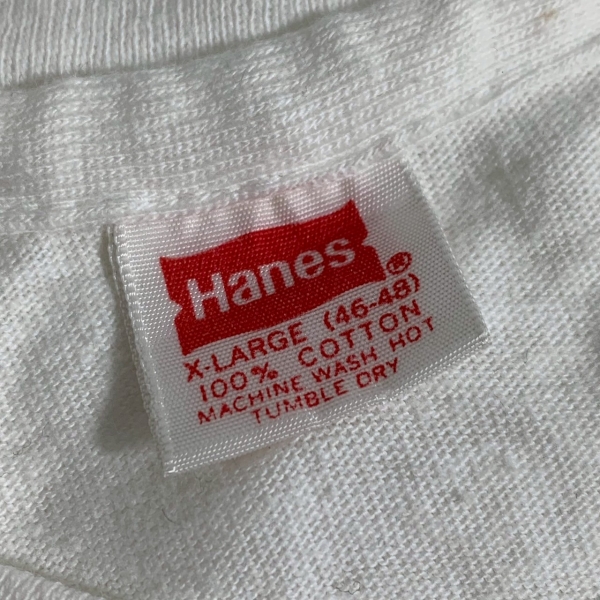 Hanes®
X-LARGE (46-48)
100% COTTON
MACHINE WASH HOT
TUMBLE DRY